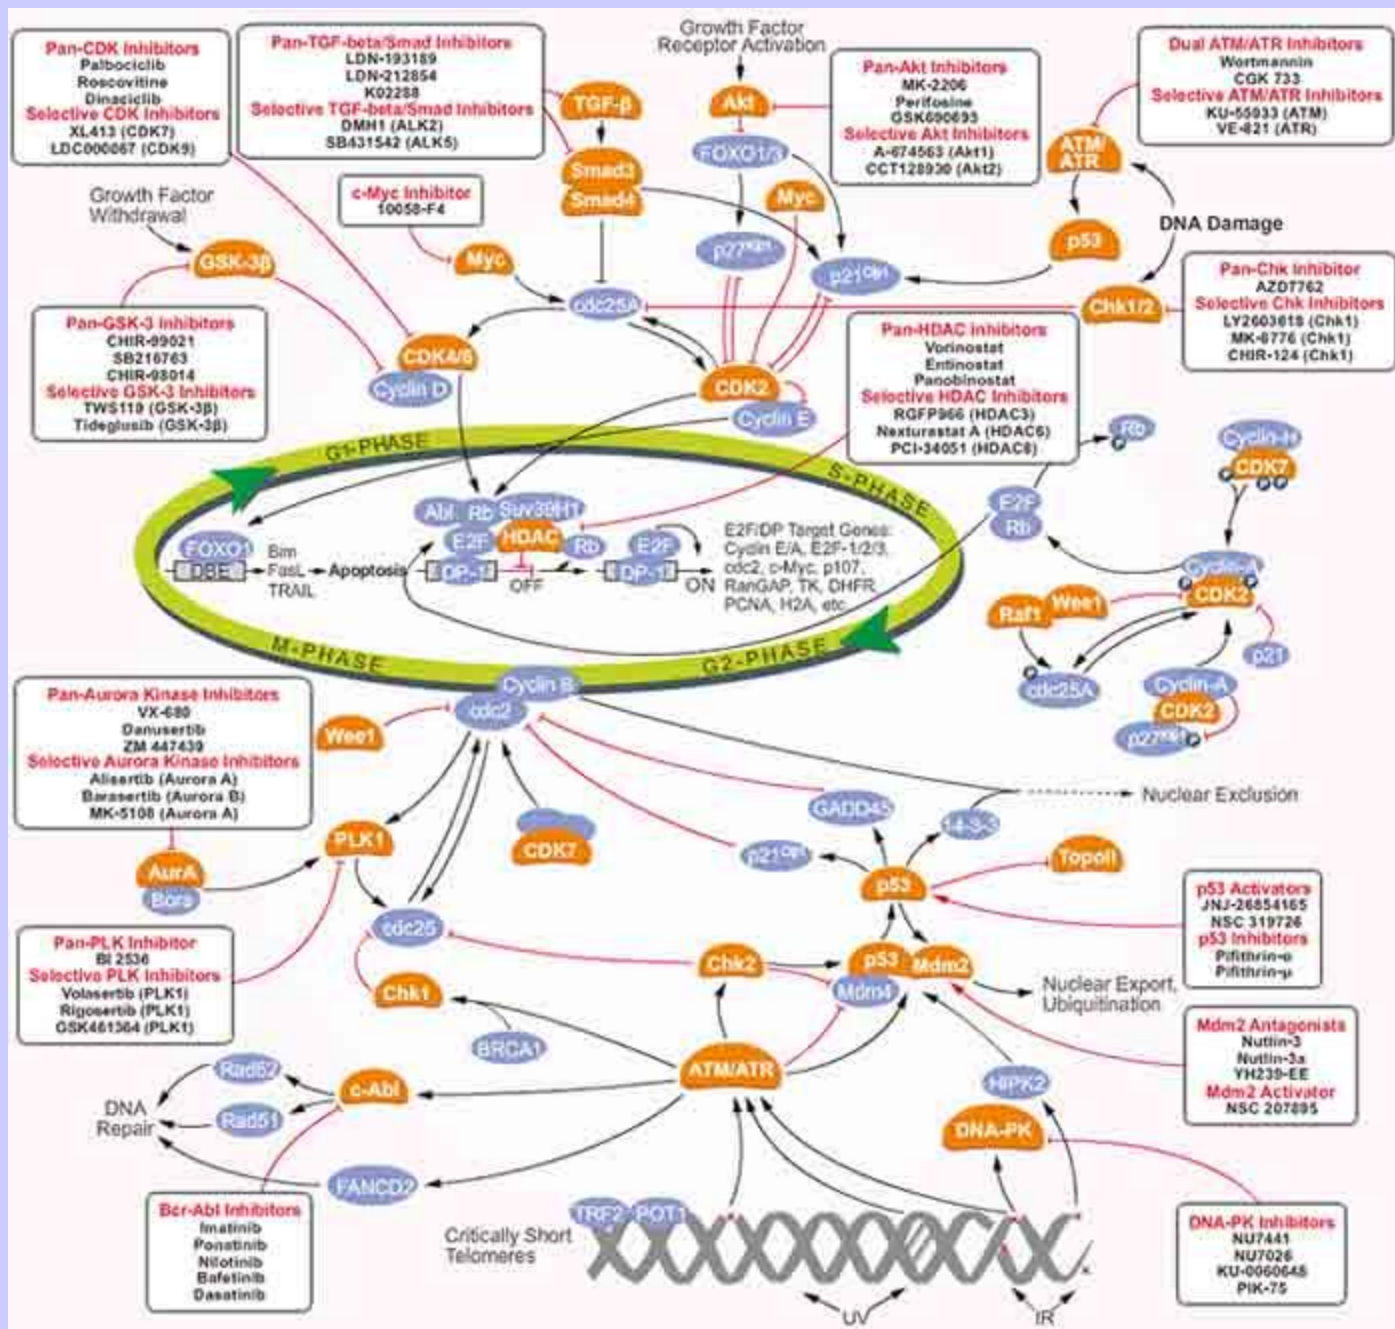 Pan-CDK Inhibitors
Palbociclib
Roscovitine
Dinaciclib
Selective CDK Inhibitors
XL413 (CDK7)
LDC000067 (CDK9)
Pan-TGF-beta/Smad Inhibitors
LDN-193189
LDN-212854
K02288
Selective TGF-beta/Smad Inhibitors
DMH1 (ALK2)
SB431542 (ALK5)
Growth Factor
Receptor Activation
Pan-Akt Inhibitors
MK-2206
Perifosine
GSK690693
Selective Akt Inhibitors
A-674563 (Akt1)
CCT128930 (Akt2)
Dual ATM/ATR Inhibitors
Wortmannin
CGK 733
Selective ATM/ATR Inhibitors
KU-55933 (ATM)
VE-821 (ATR)
TGF-β
Akt
FOXO1/3
ATM/
ATR
Smad3
Smad4
c-Myc Inhibitor
10058-F4
Growth Factor
Withdrawal
GSK-3β
Myc
Myc
p27Kip1
p21Cip1
p53
DNA Damage
cdc25A
Chk1/2
Pan-Chk Inhibitor
AZD7762
Selective Chk Inhibitors
LY2603618 (Chk1)
MK-8776 (Chk1)
CHIR-124 (Chk1)
Pan-GSK-3 Inhibitors
CHIR-99021
SB216763
CHIR-98014
Selective GSK-3 Inhibitors
TWS119 (GSK-3β)
Tideglusib (GSK-3β)
CDK4/6
Cyclin D
CDK2
Cyclin E
Pan-HDAC Inhibitors
Vorinostat
Entinostat
Panobinostat
Selective HDAC Inhibitors
RGFP966 (HDAC3)
Nexturastat A (HDAC6)
PCI-34051 (HDAC8)
Rb
P
Cyclin-H
CDK7
P
P P
G1-PHASE
S-PHASE
G2-PHASE
M-PHASE
E2F
Rb
Abl
Rb
Suv39H1
HDAC
E2F
DP-1
OFF
Rb
E2F
DP-1
ON
FOXO1
DBE
Bim
FasL
TRAIL
Apoptosis
E2F/DP Target Genes:
Cyclin E/A, E2F-1/2/3,
cdc2, c-Myc, p107,
RanGAP, TK, DHFR,
PCNA, H2A, etc.
Cyclin-A
P
P
CDK2
Raf1
Wee1
p21
P
cdc25A
Cyclin-A
CDK2
p27Kip1
P
Cyclin B
cdc2
Wee1
Pan-Aurora Kinase Inhibitors
VX-680
Danusertib
ZM 447439
Selective Aurora Kinase Inhibitors
Alisertib (Aurora A)
Barasertib (Aurora B)
MK-5108 (Aurora A)
Nuclear Exclusion
GADD45
14-3-3
PLK1
CDK7
p21Cip1
TopoII
AurA
Bora
p53
cdc25
p53 Activators
JNJ-26854165
NSC 319726
p53 Inhibitors
Pifithrin-α
Pifithrin-μ
Pan-PLK Inhibitor
BI 2536
Selective PLK Inhibitors
Volasertib (PLK1)
Rigosertib (PLK1)
GSK461364 (PLK1)
Chk2
p53
Mdm2
Mdm4
Chk1
Nuclear Export,
Ubiquitination
BRCA1
Mdm2 Antagonists
Nutlin-3
Nutlin-3a
YH239-EE
Mdm2 Activator
NSC 207895
Rad52
c-Abl
ATM/ATR
HIPK2
DNA
Repair
Rad51
DNA-PK
FANCD2
Bcr-Abl Inhibitors
Imatinib
Ponatinib
Nilotinib
Bafetinib
Dasatinib
TRF2
POT1
Critically Short
Telomeres
DNA-PK Inhibitors
NU7441
NU7026
KU-0060648
PIK-75
UV
IR